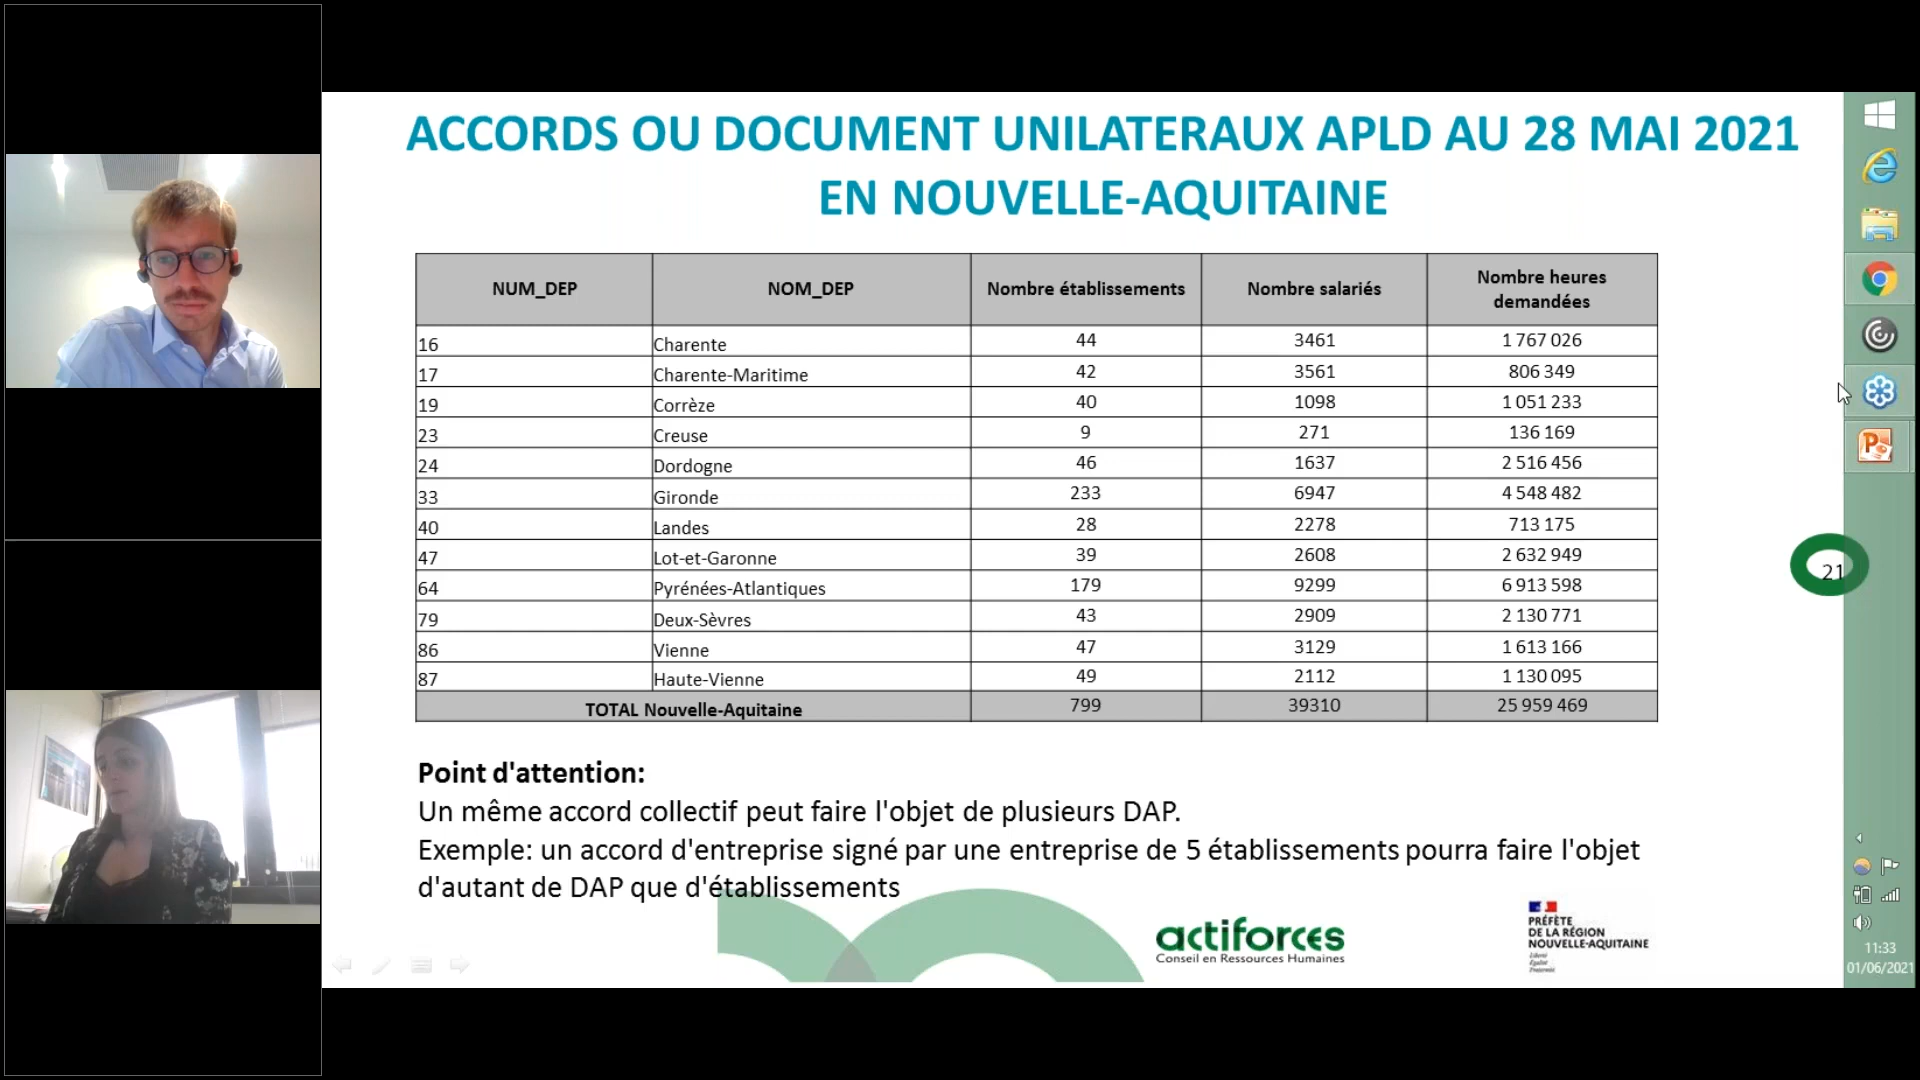 ACCORDS OU DOCUMENT UNILATERAUX APLD AU 28 MAI 2021
EN NOUVELLE-AQUITAINE
NUM_DEP NOM_DEP Nombre établissements Nombre salariés Nombre heures demandées
16 Charente 44 3461 1 767 026
17 Charente-Maritime 42 3561 806 349
19 Corrèze 40 1098 1 051 233
23 Creuse 9 271 136 169
24 Dordogne 46 1637 2 516 456
33 Gironde 233 6947 4 548 482
40 Landes 28 2278 713 175
47 Lot-et-Garonne 39 2608 2 632 949
64 Pyrénées-Atlantiques 179 9299 6 913 598
79 Deux-Sèvres 43 2909 2 130 771
86 Vienne 47 3129 1 613 166
87 Haute-Vienne 49 2112 1 130 095
TOTAL Nouvelle-Aquitaine 799 39310 25 959 469
21
Point d'attention:
Un même accord collectif peut faire l'objet de plusieurs DAP.
Exemple: un accord d'entreprise signé par une entreprise de 5 établissements pourra faire l'objet
d'autant de DAP que d'établissements
actiforces
Conseil en Ressources Humaines
PRÉFÈTE
DE LA RÉGION
NOUVELLE-AQUITAINE
Liberté
Égalité
Fraternité
11:33
01/06/2021